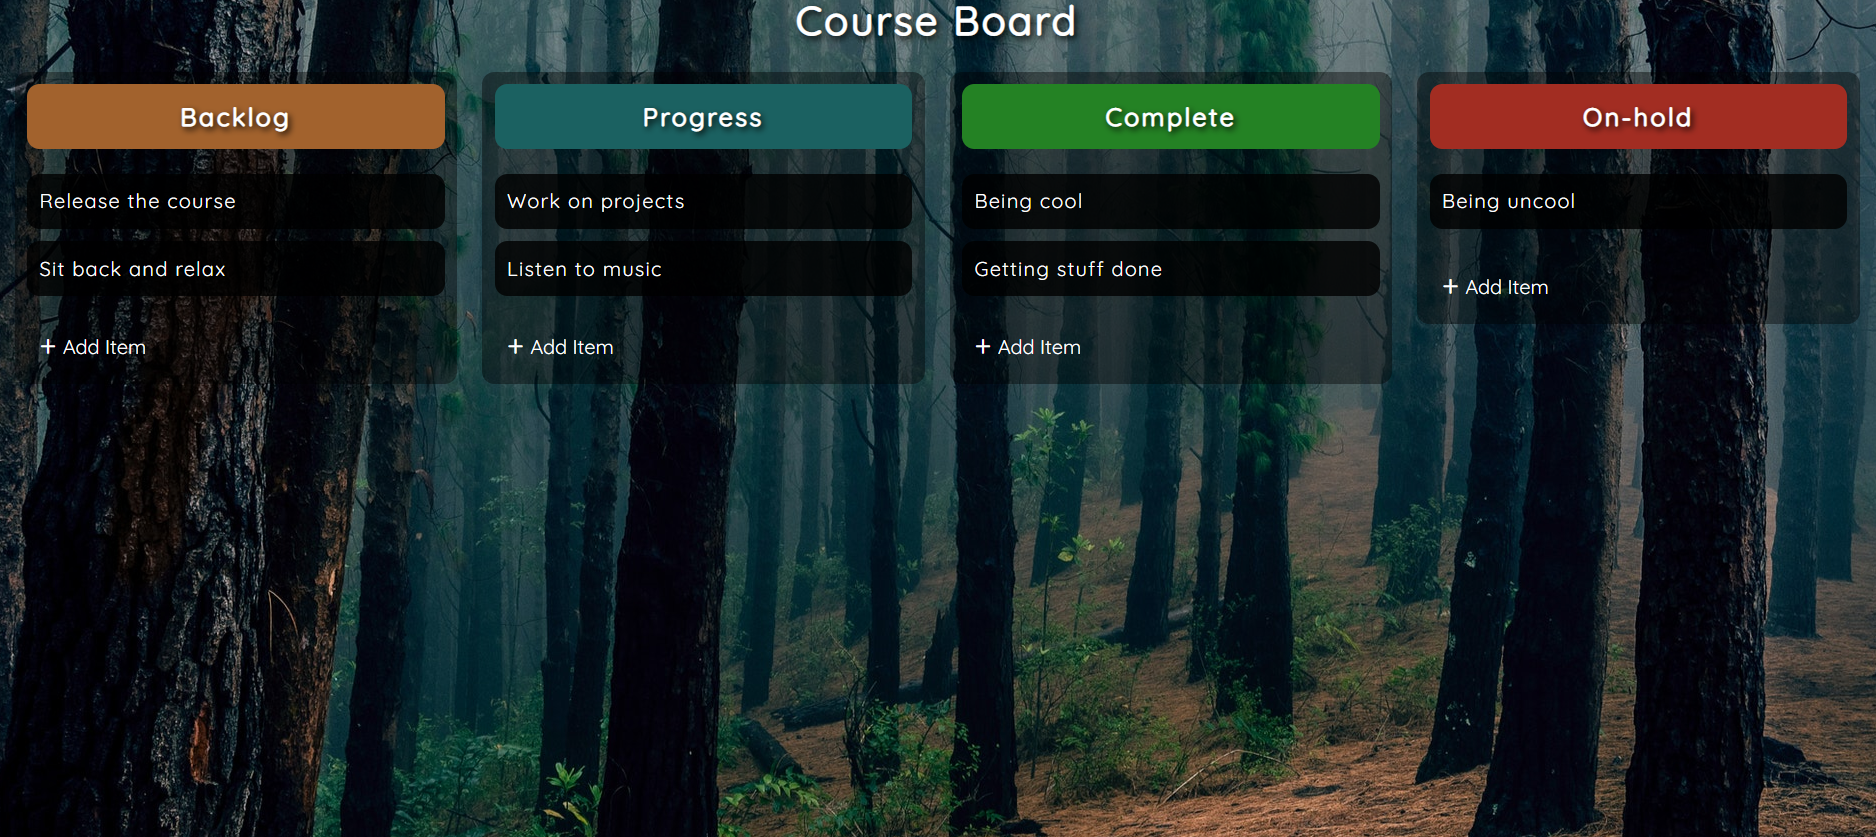 Course Board
Backlog
Release the course
Sit back and relax
+ Add Item
Progress
Work on projects
Listen to music
+ Add Item
Complete
Being cool
Getting stuff done
+ Add Item
On-hold
Being uncool
+ Add Item